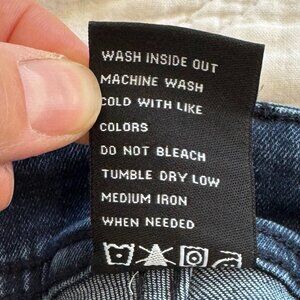 WASH INSIDE OUT
MACHINE WASH
COLD WITH LIKE
COLORS
DO NOT BLEACH
TUMBLE DRY LOW
MEDIUM IRON
WHEN NEEDED